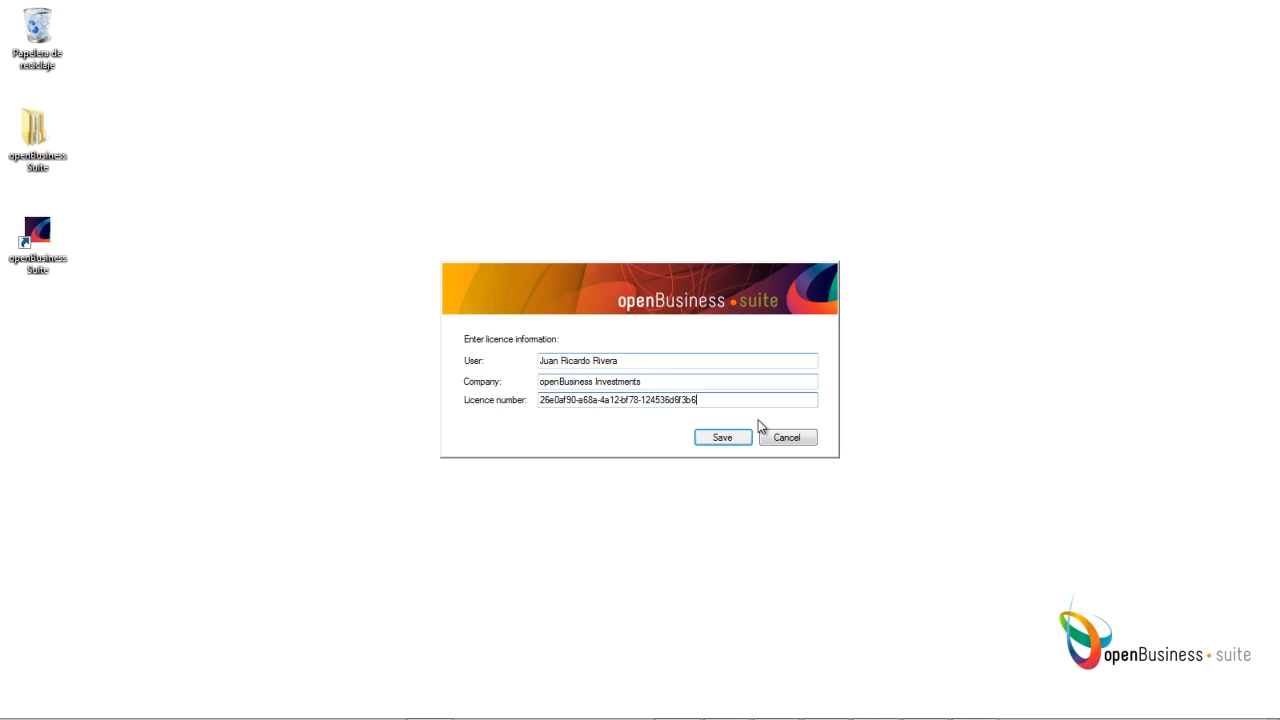 Papelera de
reciclaje
openBusiness
Suite
openBusiness
Suite
openBusiness • suite
Enter licence information:
User: Juan Ricardo Rivera
Company: openBusiness Investments
Licence number: 26e0af90-a68a-4a12-bf78-124536d6f3b6
Save Cancel
openBusiness • suite